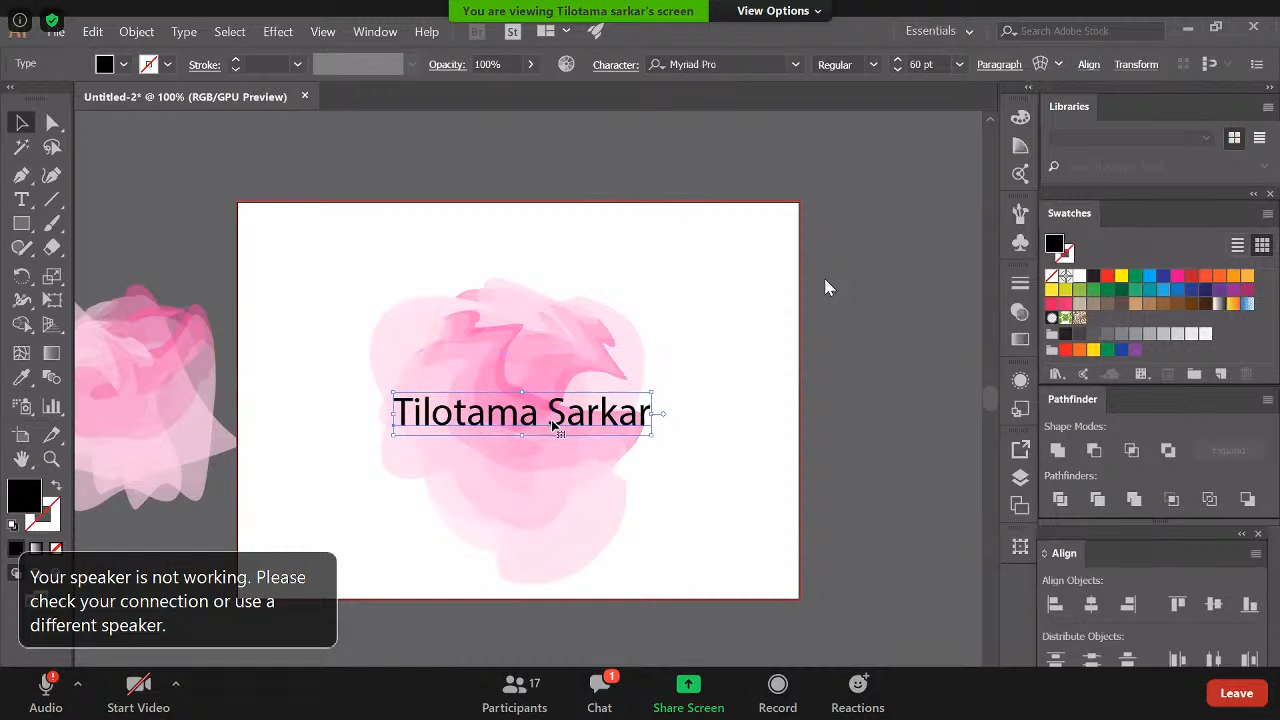 You are viewing Tilotama sarkar's screen
View Options
File Edit Object Type Select Effect View Window Help
Br
St
Essentials
Search Adobe Stock
Type
Stroke:
Opacity: 100%
Character: Myriad Pro
Regular
60 pt
Paragraph
Align
Transform
Untitled-2* @ 100% (RGB/GPU Preview)
Libraries
Swatches
Tilotama Sarkar
Pathfinder
Shape Modes:
Expand
Pathfinders:
Align
Align Objects:
Distribute Objects:
Your speaker is not working. Please
check your connection or use a
different speaker.
17
1
Audio
Start Video
Participants
Chat
Share Screen
Record
Reactions
Leave